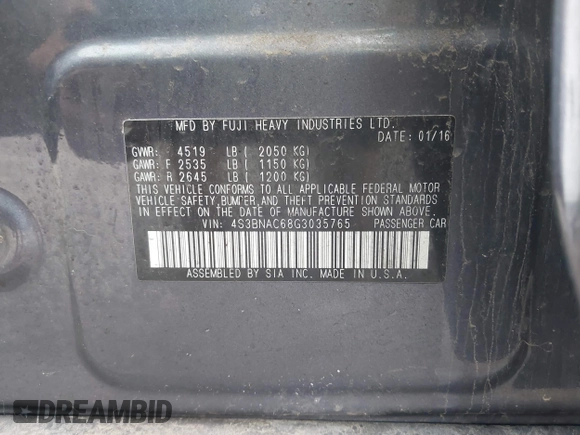 MFD BY FUJI HEAVY INDUSTRIES LTD.
DATE: 01/16
GVWR: 4519 LB ( 2050 KG)
GAWR: F 2535 LB ( 1150 KG)
GAWR: R 2645 LB ( 1200 KG)
THIS VEHICLE CONFORMS TO ALL APPLICABLE FEDERAL MOTOR
VEHICLE SAFETY, BUMPER, AND THEFT PREVENTION STANDARDS
IN EFFECT ON THE DATE OF MANUFACTURE SHOWN ABOVE.
VIN: 4S3BNAC68G3035765 PASSENGER CAR
ASSEMBLED BY SIA INC. MADE IN U.S.A.
DREAMBID